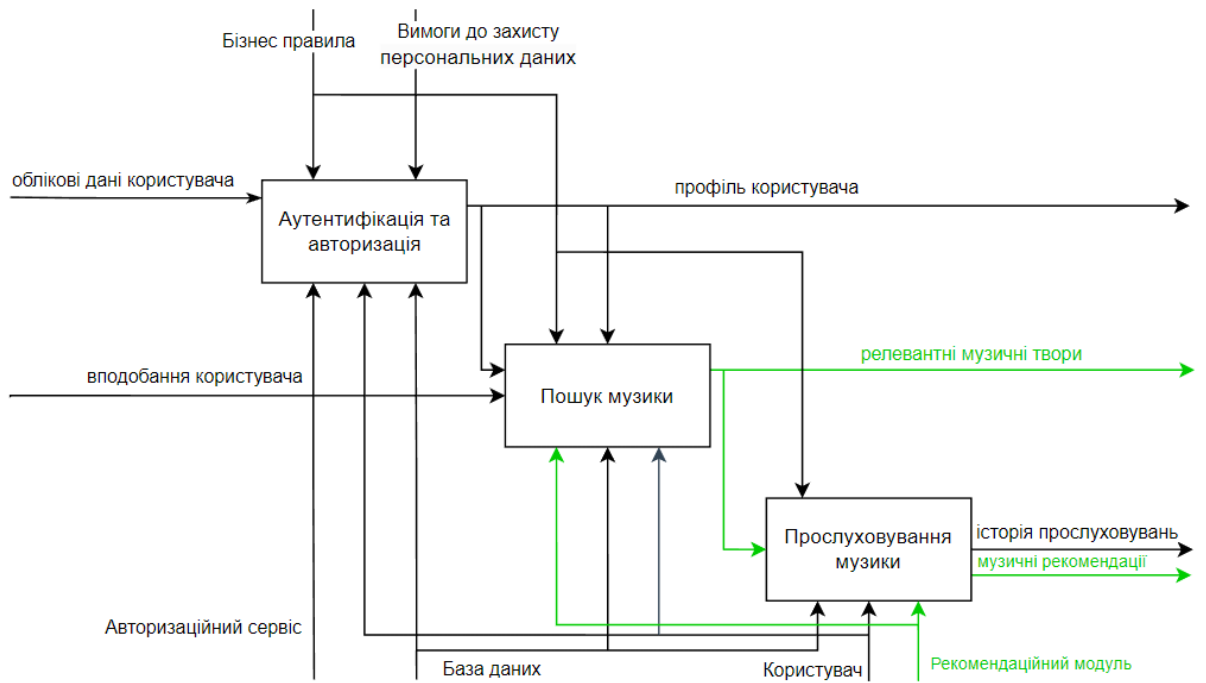 Бізнес правила
Вимоги до захисту
персональних даних
облікові дані користувача
Аутентифікація та
авторизація
профіль користувача
вподобання користувача
Пошук музики
релевантні музичні твори
Прослуховування
музики
історія прослуховувань
музичні рекомендації
Авторизаційний сервіс
База даних
Користувач
Рекомендаційний модуль